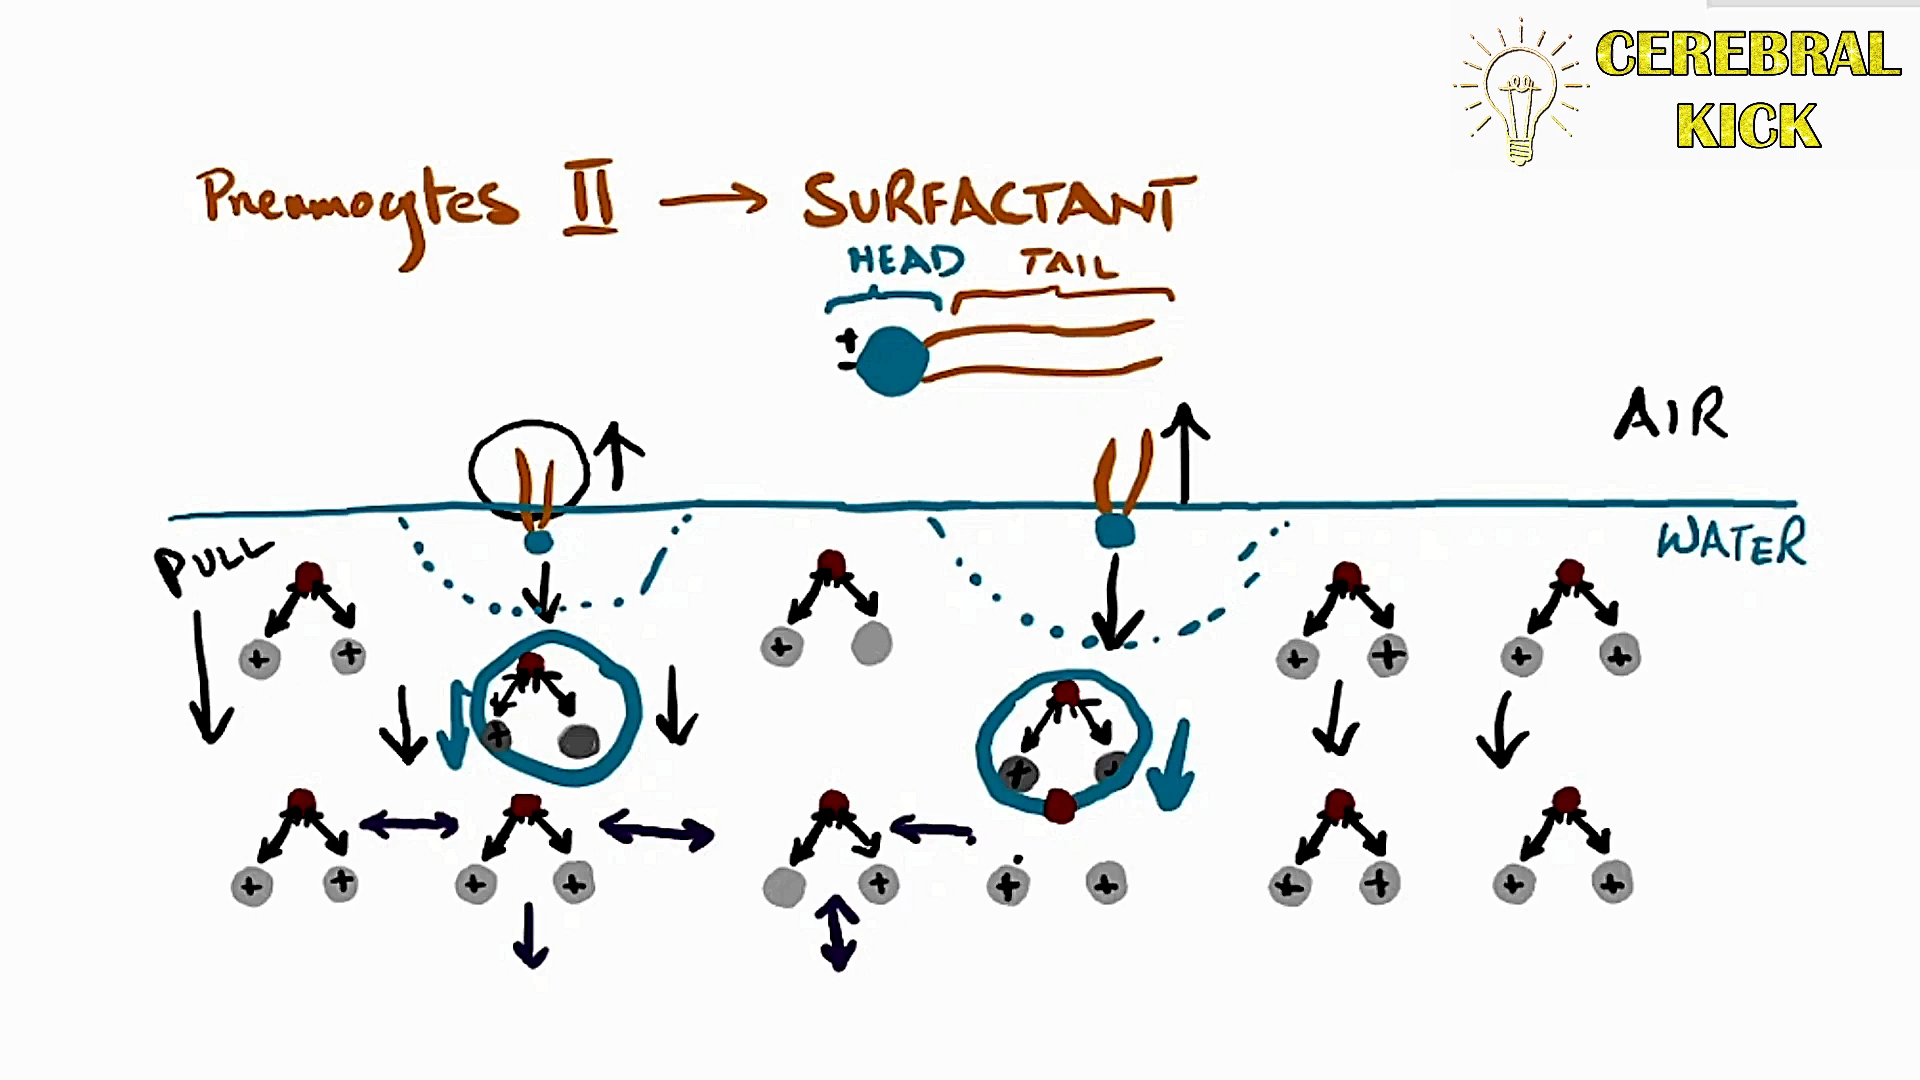 CEREBRAL
KICK
Pneumocytes II → SURFACTANT
HEAD TAIL
+
-
AIR
WATER
PULL
+ + + + + + +
+ + -
+ + + + + + + + + + +